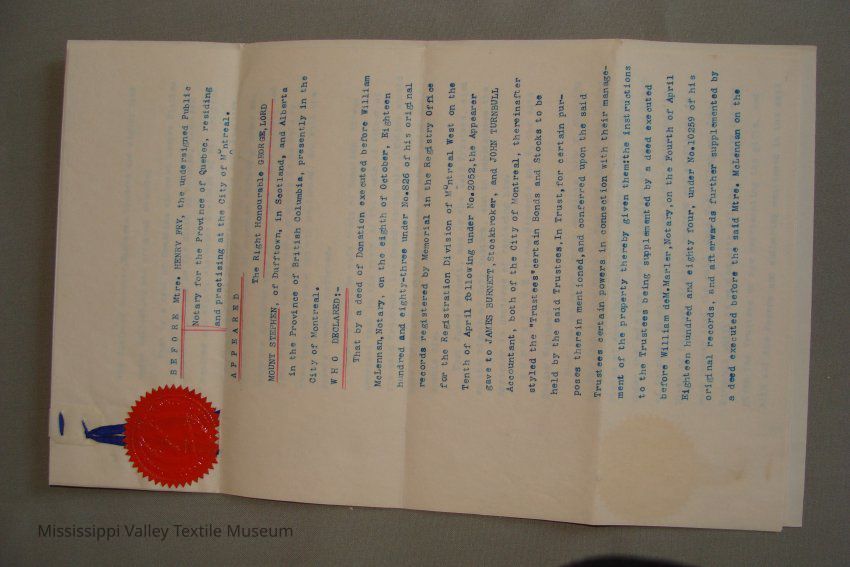 B E F O R E Mtre. HENRY FRY, the undersigned Public
Notary for the Province of Quebec, residing
and practising at the City of Montreal.
A P P E A R E D
The Right Honourable GEORGE, LORD
MOUNT STEPHEN, of Dufftown, in Scotland, and Alberta
in the Province of British Columbia, presently in the
City of Montreal.
W H O DECLARED:-
That by a deed of Donation executed before William
McLennan, Notary, on the eighth of October, Eighteen
hundred and eighty-three under No.826 of his original
records registered by Memorial in the Registry Office
for the Registration Division of Montreal West on the
Tenth of April following under No.2052, the Appearer
gave to JAMES BURNETT, Stockbroker, and JOHN TURNBULL
Accountant, both of the City of Montreal, thereinafter
styled the "Trustees" certain Bonds and Stocks to be
held by the said Trustees, In Trust, for certain pur-
poses therein mentioned, and conferred upon the said
Trustees certain powers in connection with their manage-
ment of the property thereby given them: the instructions
to the Trustees being supplemented by a deed executed
before William deM. Marler, Notary, on the Fourth of April
Eighteen hundred and eighty four, under No.10259 of his
original records, and afterwards further supplemented by
a deed executed before the said Mtre. McLennan on the
Mississippi Valley Textile Museum